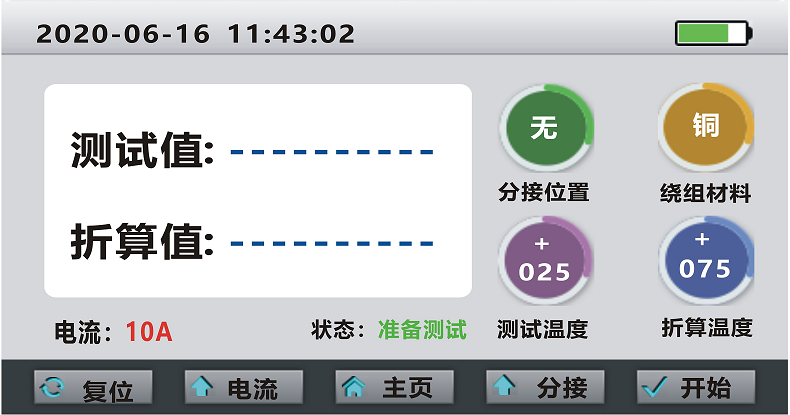 2020-06-16 11:43:02
测试值: ----------
折算值: ----------
无
分接位置
铜
绕组材料
+
025
测试温度
+
075
折算温度
电流：10A
状态：准备测试
复位
电流
主页
分接
开始